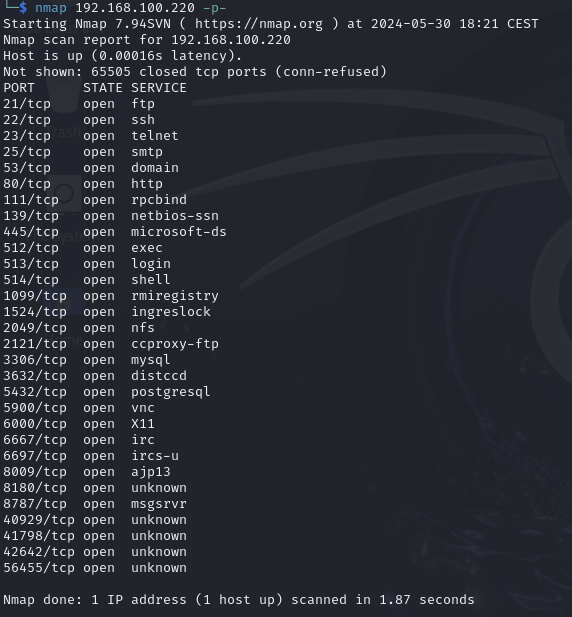 └─$ nmap 192.168.100.220 -p-
Starting Nmap 7.94SVN ( https://nmap.org ) at 2024-05-30 18:21 CEST
Nmap scan report for 192.168.100.220
Host is up (0.00016s latency).
Not shown: 65505 closed tcp ports (conn-refused)
PORT      STATE SERVICE
21/tcp    open  ftp
22/tcp    open  ssh
23/tcp    open  telnet
25/tcp    open  smtp
53/tcp    open  domain
80/tcp    open  http
111/tcp   open  rpcbind
139/tcp   open  netbios-ssn
445/tcp   open  microsoft-ds
512/tcp   open  exec
513/tcp   open  login
514/tcp   open  shell
1099/tcp  open  rmiregistry
1524/tcp  open  ingreslock
2049/tcp  open  nfs
2121/tcp  open  ccproxy-ftp
3306/tcp  open  mysql
3632/tcp  open  distccd
5432/tcp  open  postgresql
5900/tcp  open  vnc
6000/tcp  open  X11
6667/tcp  open  irc
6697/tcp  open  ircs-u
8009/tcp  open  ajp13
8180/tcp  open  unknown
8787/tcp  open  msgsrvr
40929/tcp open  unknown
41798/tcp open  unknown
42642/tcp open  unknown
56455/tcp open  unknown
Nmap done: 1 IP address (1 host up) scanned in 1.87 seconds